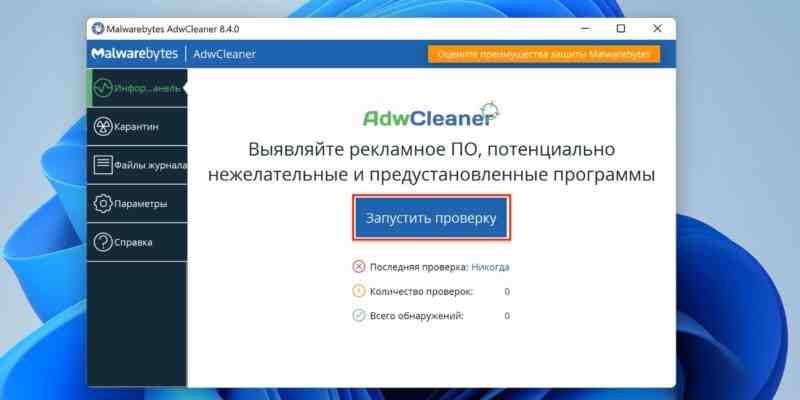 Malwarebytes AdwCleaner 8.4.0
Malwarebytes | AdwCleaner
Оцените преимущества защиты Malwarebytes
Инфор...анель
Карантин
Файлы журнала
Параметры
Справка
AdwCleaner
Выявляйте рекламное ПО, потенциально
нежелательные и предустановленные программы
Запустить проверку
Последняя проверка: Никогда
Количество проверок: 0
Всего обнаружений: 0